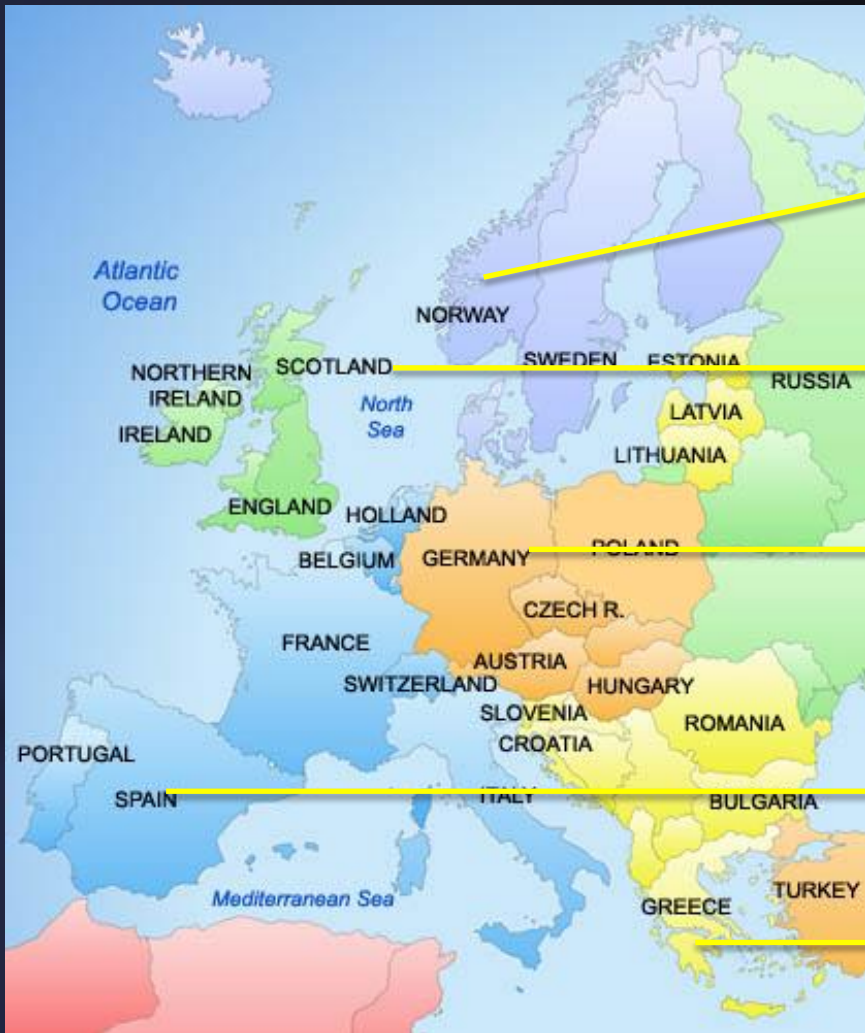 Atlantic
Ocean
NORWAY
SWEDEN
ESTONIA
RUSSIA
SCOTLAND
NORTHERN
IRELAND
North
Sea
LATVIA
IRELAND
LITHUANIA
ENGLAND
HOLLAND
BELGIUM
GERMANY
POLAND
CZECH R.
FRANCE
AUSTRIA
SWITZERLAND
HUNGARY
SLOVENIA
ROMANIA
CROATIA
PORTUGAL
SPAIN
ITALY
BULGARIA
Mediterranean Sea
GREECE
TURKEY